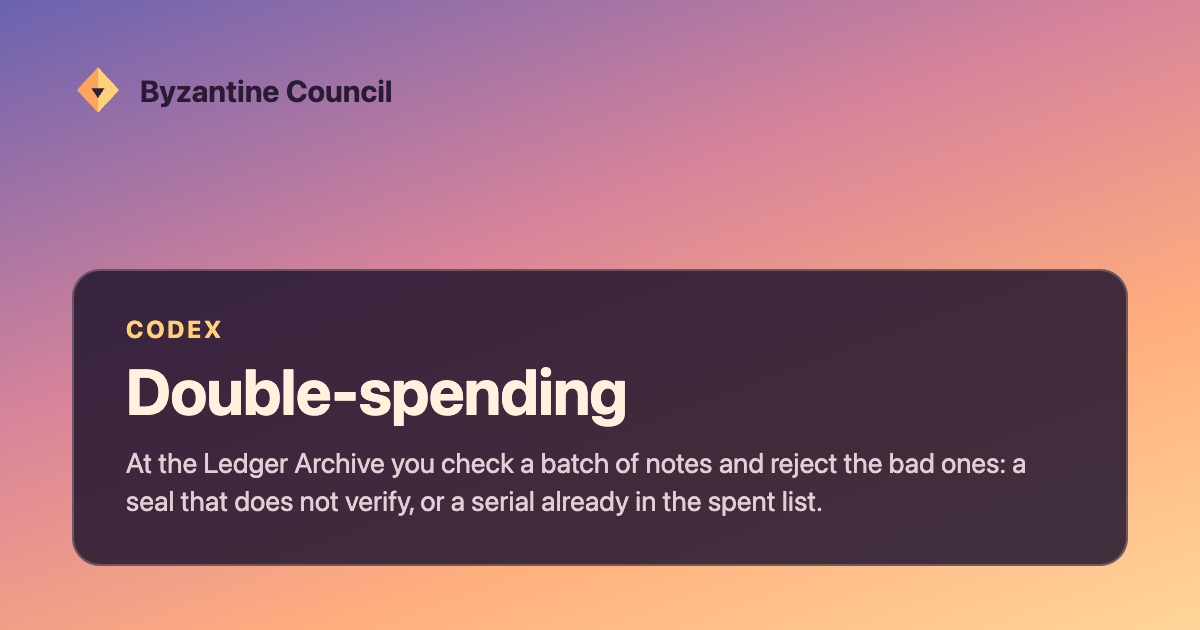 Byzantine Council
CODEX
Double-spending
At the Ledger Archive you check a batch of notes and reject the bad ones: a
seal that does not verify, or a serial already in the spent list.